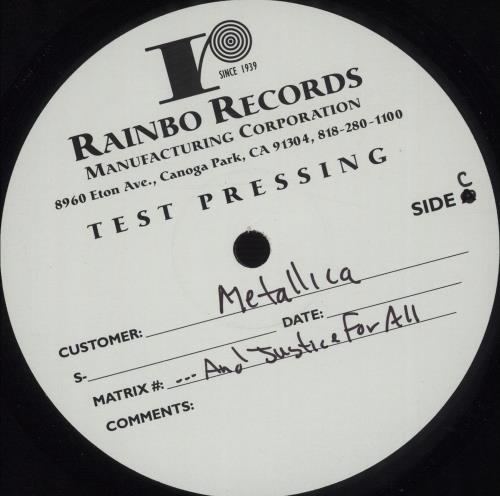 r
SINCE 1939
RAINBO RECORDS
MANUFACTURING CORPORATION
8960 Eton Ave., Canoga Park, CA 91304, 818-280-1100
TEST PRESSING
SIDE C
CUSTOMER: Metallica
S- DATE:
MATRIX #: ...And Justice For All
COMMENTS: